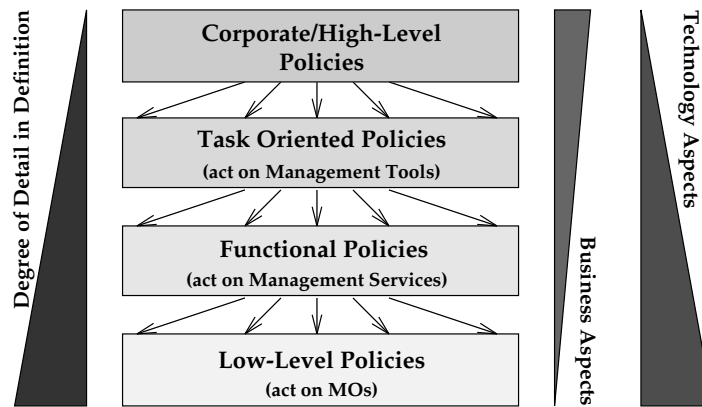 Degree of Detail in Definition
Corporate/High-Level
Policies
Task Oriented Policies
(act on Management Tools)
Functional Policies
(act on Management Services)
Low-Level Policies
(act on MOs)
Business Aspects
Technology Aspects